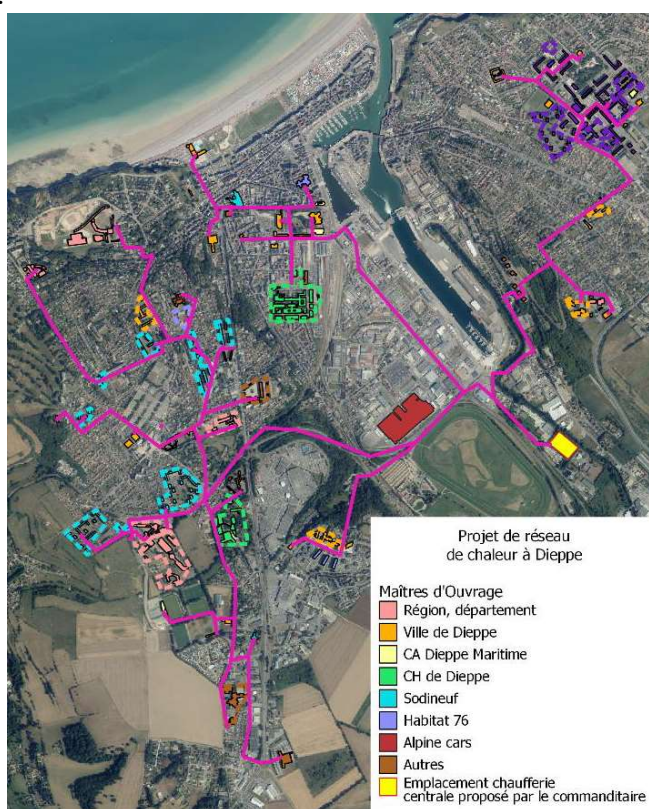 Projet de réseau
de chaleur à Dieppe
Maîtres d'Ouvrage
Région, département
Ville de Dieppe
CA Dieppe Maritime
CH de Dieppe
Sodineuf
Habitat 76
Alpine cars
Autres
Emplacement chaufferie
centrale proposé par le commanditaire